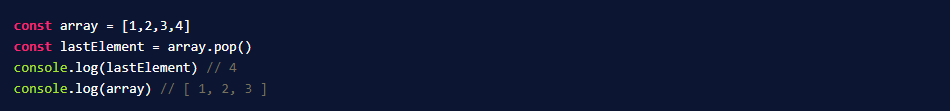 const array = [1,2,3,4]
const lastElement = array.pop()
console.log(lastElement) // 4
console.log(array) // [ 1, 2, 3 ]